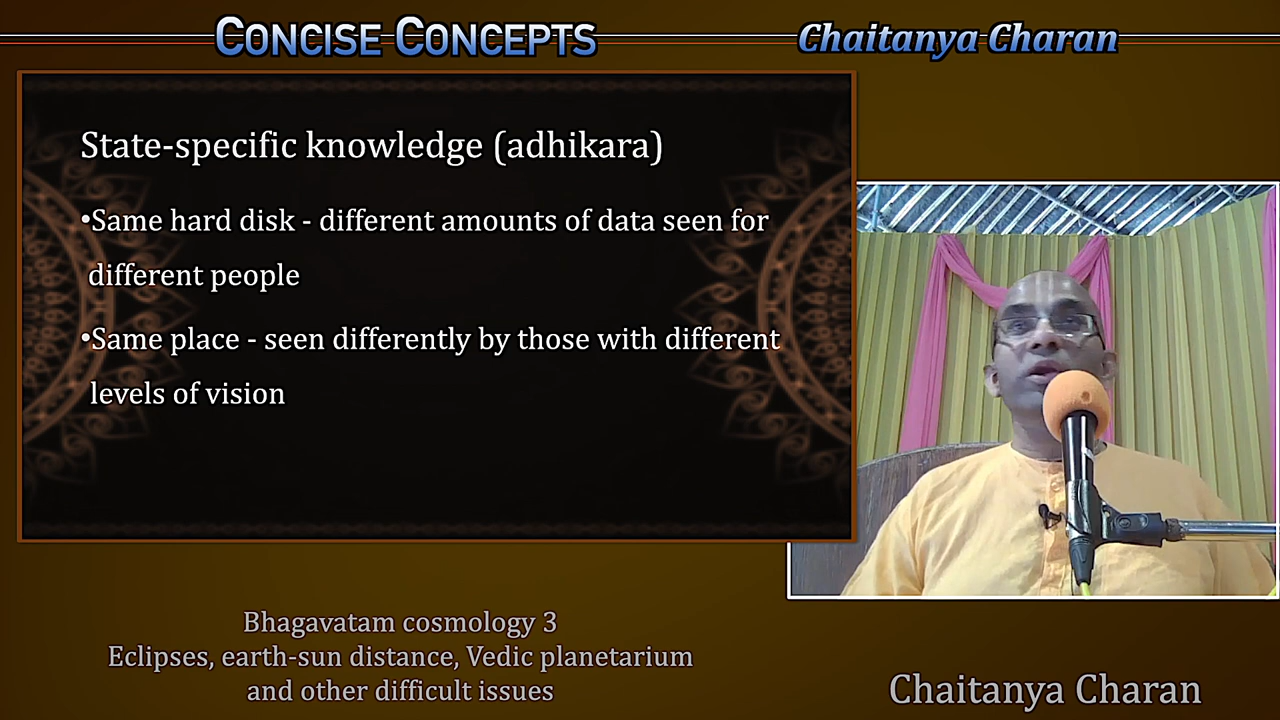 CONCISE CONCEPTS
Chaitanya Charan
State-specific knowledge (adhikara)
•Same hard disk - different amounts of data seen for
different people
•Same place - seen differently by those with different
levels of vision
Bhagavatam cosmology 3
Eclipses, earth-sun distance, Vedic planetarium
and other difficult issues
Chaitanya Charan